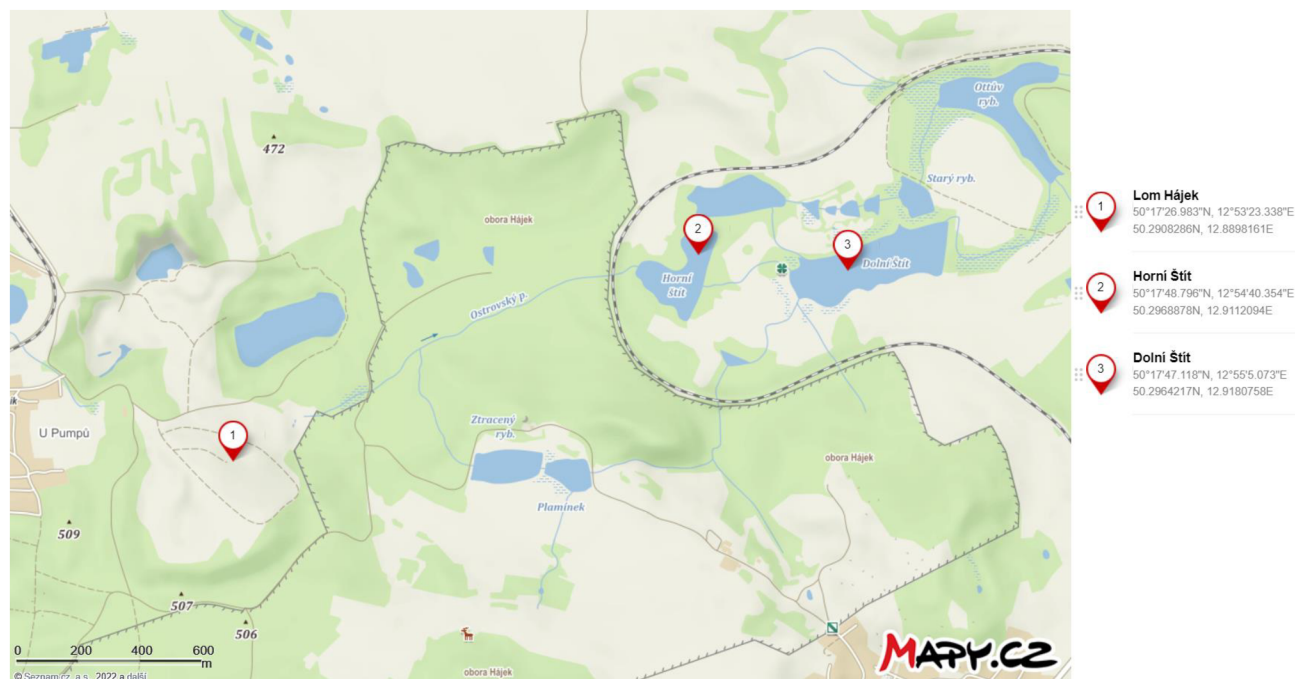 472
obora Hájek
Ottův
ryb.
Starý ryb.
2
3
Horní
Štít
Dolní Štít
Ostrovský p.
U Pumpů
1
Ztracený
ryb.
Plamínek
obora Hájek
509
507
506
obora Hájek
0 200 400 600
m
© Seznam.cz, a.s., 2022 a další
MAPY.CZ
1
Lom Hájek
50°17'26.983"N, 12°53'23.338"E
50.2908286N, 12.8898161E
2
Horní Štít
50°17'48.796"N, 12°54'40.354"E
50.2968878N, 12.9112094E
3
Dolní Štít
50°17'47.118"N, 12°55'5.073"E
50.2964217N, 12.9180758E